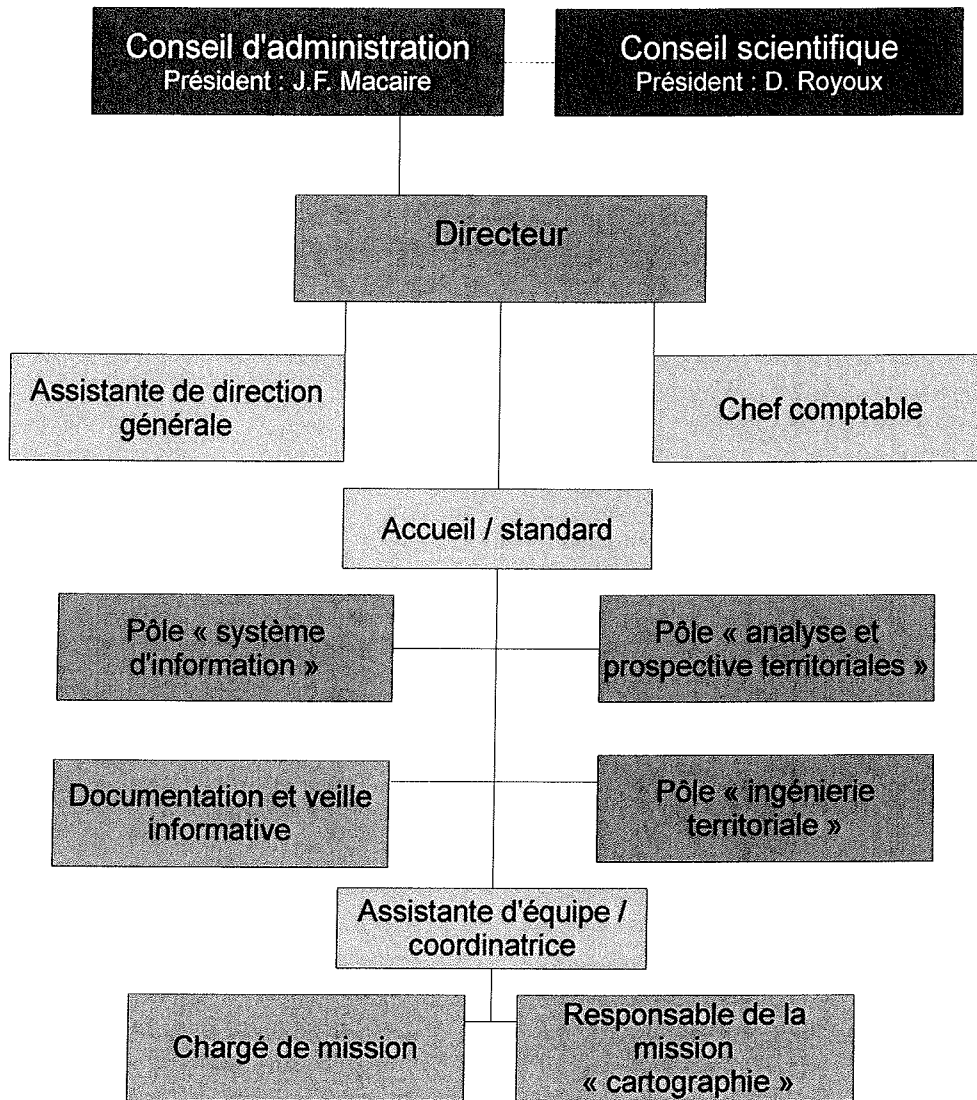 Conseil d'administration
Président : J.F. Macaire
Conseil scientifique
Président : D. Royoux
Directeur
Assistante de direction
générale
Chef comptable
Accueil / standard
Pôle « système
d'information »
Pôle « analyse et
prospective territoriales »
Documentation et veille
informative
Pôle « ingénierie
territoriale »
Assistante d'équipe /
coordinatrice
Chargé de mission
Responsable de la
mission
« cartographie »